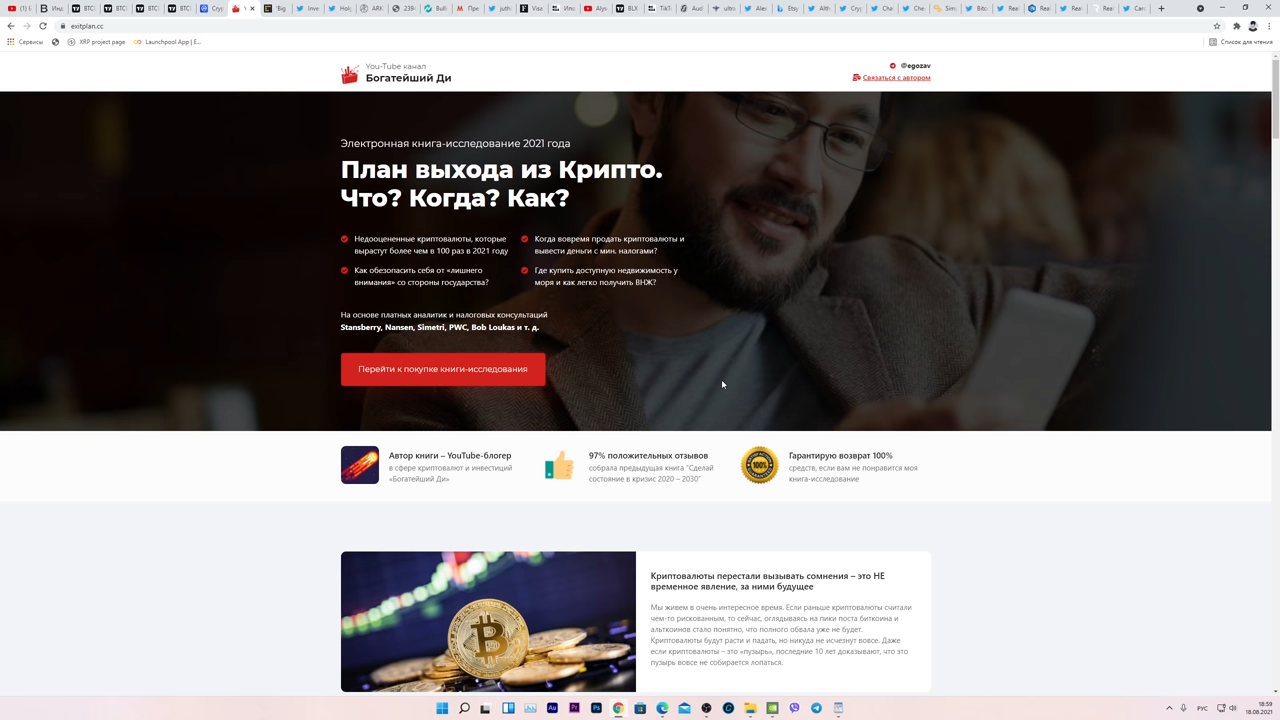 exitplan.cc
Сервисы
XRP project page
Launchpool App | E...
Список для чтения
You-Tube канал
Богатейший Ди
@egozav
Связаться с автором
Электронная книга-исследование 2021 года
План выхода из Крипто.
Что? Когда? Как?
Недооцененные криптовалюты, которые
вырастут более чем в 100 раз в 2021 году
Когда вовремя продать криптовалюты и
вывести деньги с мин. налогами?
Как обезопасить себя от «лишнего
внимания» со стороны государства?
Где купить доступную недвижимость у
моря и как легко получить ВНЖ?
На основе платных аналитик и налоговых консультаций
Stansberry, Nansen, Simetri, PWC, Bob Loukas и т. д.
Перейти к покупке книги-исследования
Автор книги – YouTube-блогер
в сфере криптовалют и инвестиций
«Богатейший Ди»
97% положительных отзывов
собрала предыдущая книга "Сделай
состояние в кризис 2020 – 2030"
100%
Гарантирую возврат 100%
средств, если вам не понравится моя
книга-исследование
Криптовалюты перестали вызывать сомнения – это НЕ
временное явление, за ними будущее
Мы живем в очень интересное время. Если раньше криптовалюты считали
чем-то рискованным, то сейчас, оглядываясь на пики поста биткоина и
альткоинов стало понятно, что полного обвала уже не будет.
Криптовалюты будут расти и падать, но никуда не исчезнут вовсе. Даже
если криптовалюты – это «пузырь», последние 10 лет доказывают, что это
пузырь вовсе не собирается лопаться.
РУС
18:59
18.08.2021